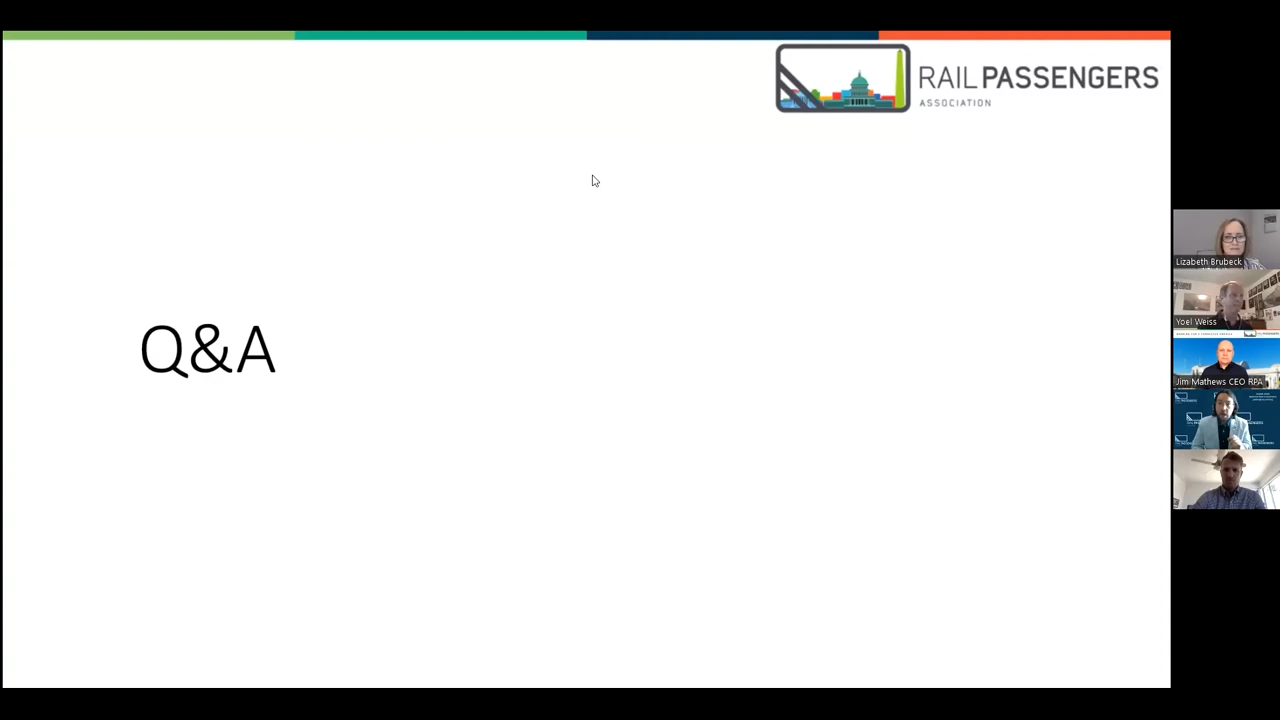 RAIL PASSENGERS
ASSOCIATION
Q&A
Lizabeth Brubeck
Yoel Weiss
Jim Mathews CEO RPA